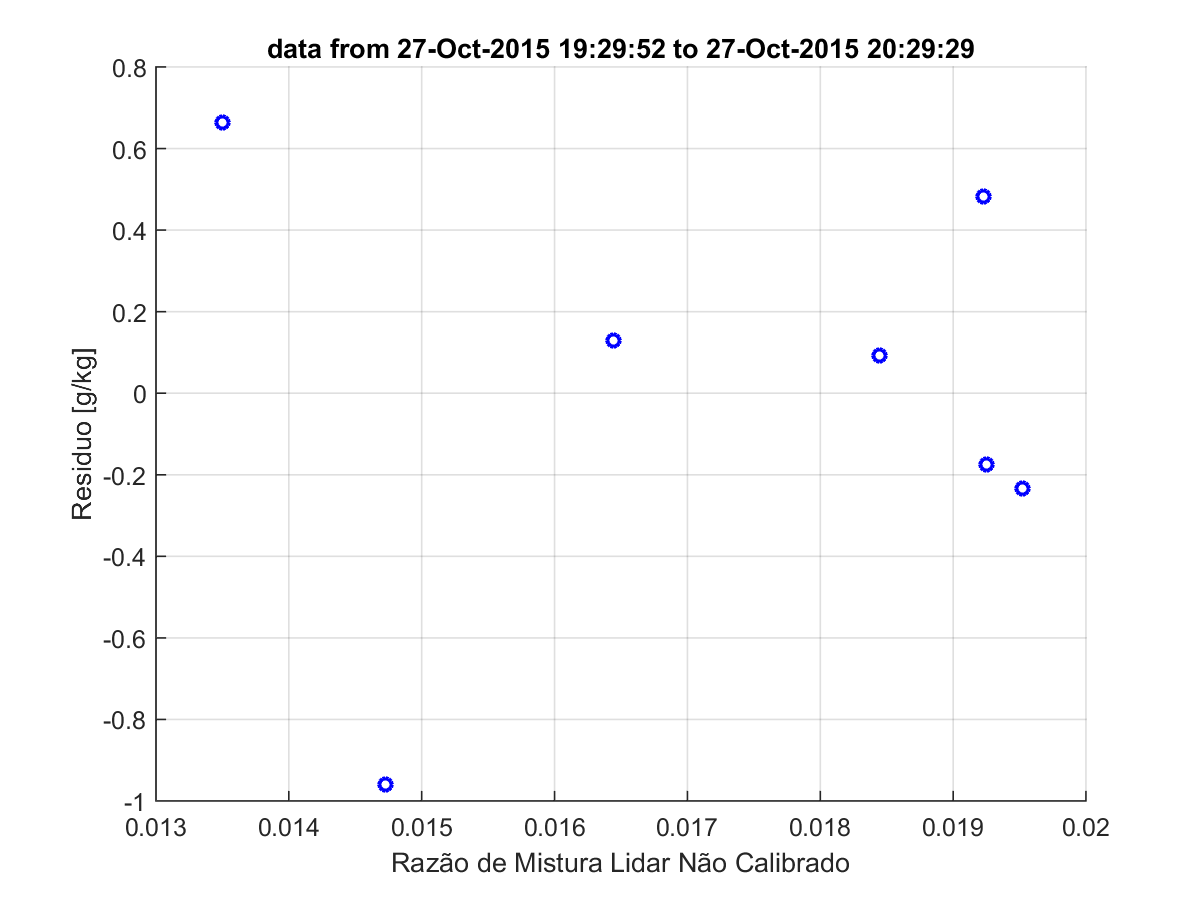 data from 27-Oct-2015 19:29:52 to 27-Oct-2015 20:29:29
0.8
0.6
0.4
0.2
0
-0.2
-0.4
-0.6
-0.8
-1
Residuo [g/kg]
0.013 0.014 0.015 0.016 0.017 0.018 0.019 0.02
Razão de Mistura Lidar Não Calibrado